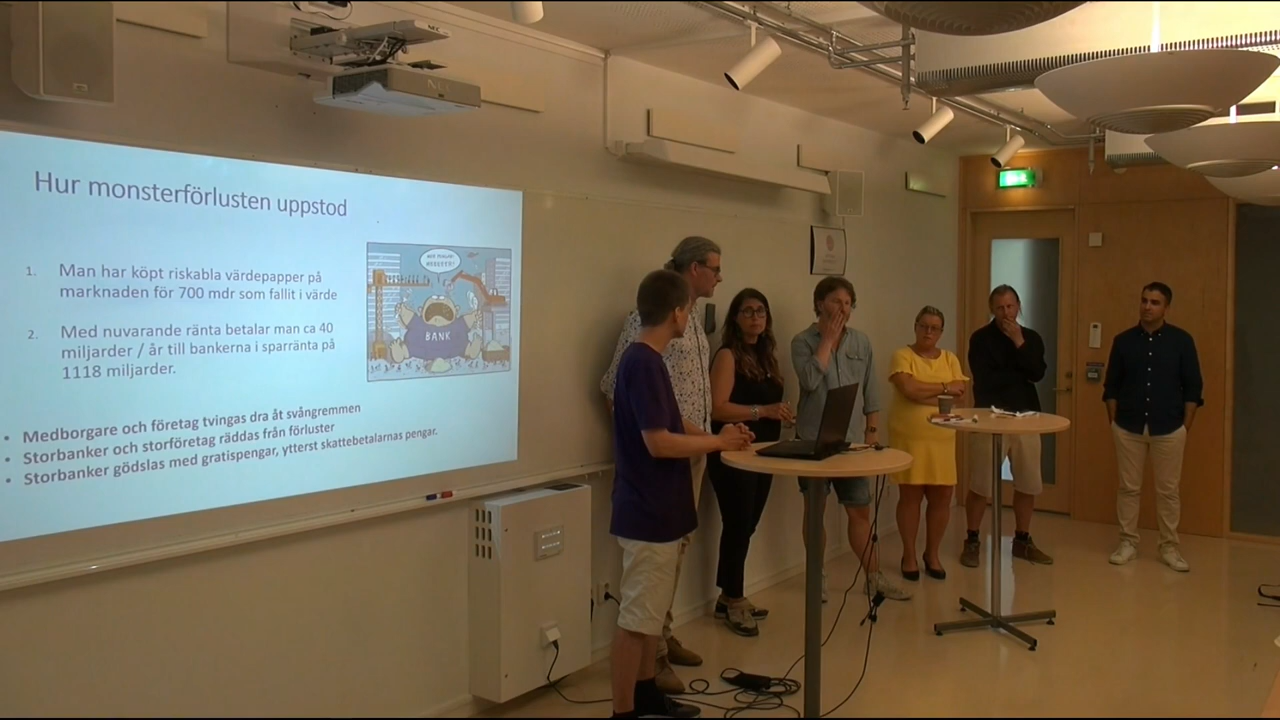 Hur monsterförlusten uppstod
1. Man har köpt riskabla värdepapper på
marknaden för 700 mdr som fallit i värde
2. Med nuvarande ränta betalar man ca 40
miljarder / år till bankerna i sparränta på
1118 miljarder.
BANK
• Medborgare och företag tvingas dra åt svångremmen
• Storbanker och storföretag räddas från förluster
• Storbanker gödslas med gratispengar, ytterst skattebetalarnas pengar.
NEC